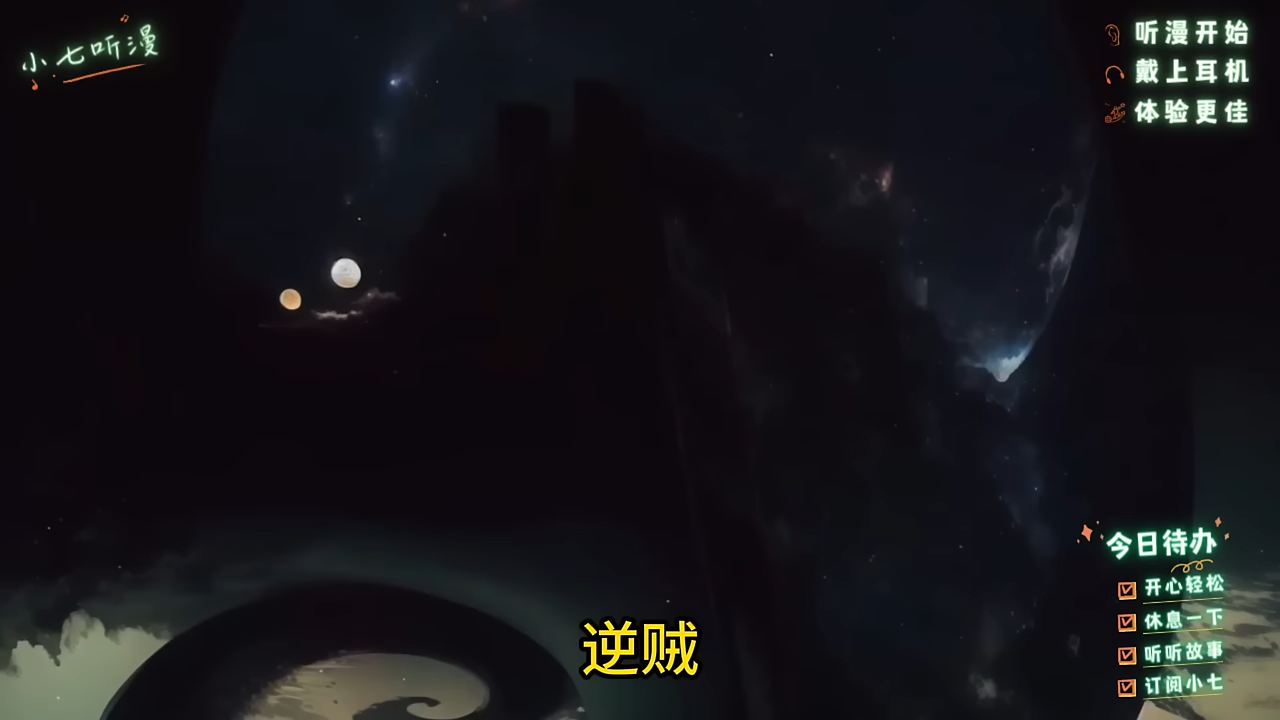 小七听漫
听漫开始
戴上耳机
体验更佳
今日待办
开心轻松
休息一下
听听故事
订阅小七
逆贼